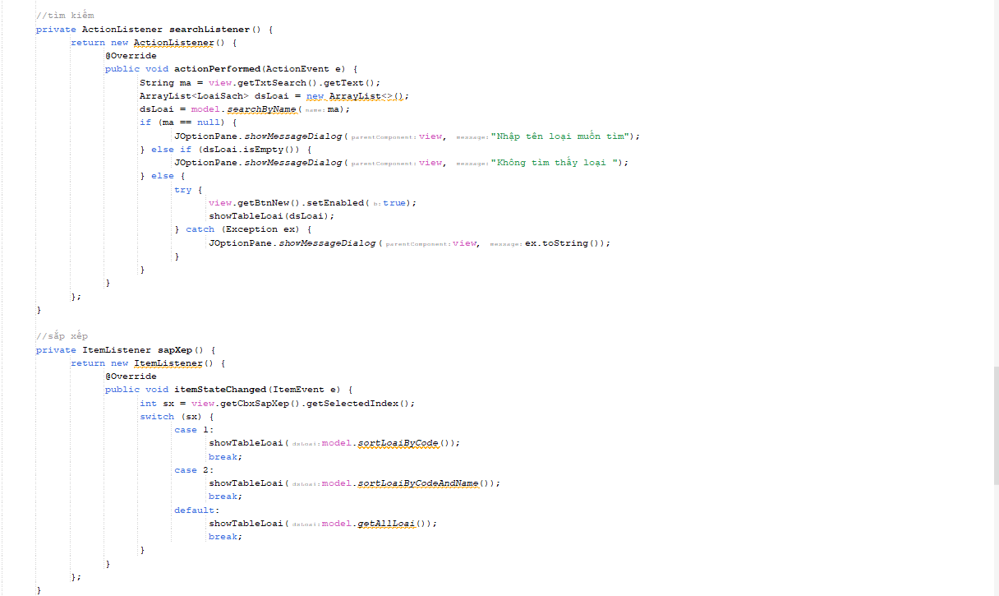 //tìm kiếm
private ActionListener searchListener() {
return new ActionListener() {
@Override
public void actionPerformed(ActionEvent e) {
String ma = view.getTxtSearch().getText();
ArrayList<LoaiSach> dsLoai = new ArrayList<>();
dsLoai = model.searchByName( name: ma);
if (ma == null) {
JOptionPane.showMessageDialog( parentComponent: view, message: "Nhập tên loại muốn tìm");
} else if (dsLoai.isEmpty()) {
JOptionPane.showMessageDialog( parentComponent: view, message: "Không tìm thấy loại ");
} else {
try {
view.getBtnNew().setEnabled( b: true);
showTableLoai(dsLoai);
} catch (Exception ex) {
JOptionPane.showMessageDialog( parentComponent: view, message: ex.toString());
}
}
}
};
}
//sắp xếp
private ItemListener sapXep() {
return new ItemListener() {
@Override
public void itemStateChanged(ItemEvent e) {
int sx = view.getCbxSapXep().getSelectedIndex();
switch (sx) {
case 1:
showTableLoai( dsLoai: model.sortLoaiByCode());
break;
case 2:
showTableLoai( dsLoai: model.sortLoaiByCodeAndName());
break;
default:
showTableLoai( dsLoai: model.getAllLoai());
break;
}
}
};
}